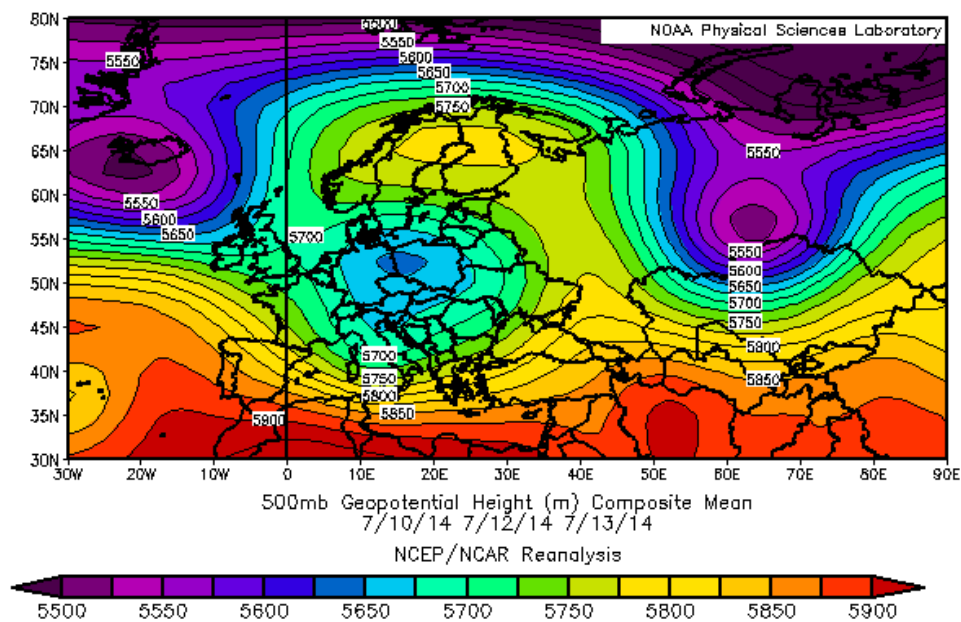 80N
5500
NOAA Physical Sciences Laboratory
5550
75N
5550
5600
5650
70N
5700
5750
65N
5550
60N
5550
5600
5650
55N
5700
5550
5600
50N
5650
5700
45N
5750
5800
5700
40N
5750
5850
5800
35N
5900
5850
30N
30W 20W 10W 0 10E 20E 30E 40E 50E 60E 70E 80E 90E
500mb Geopotential Height (m) Composite Mean
7/10/14 7/12/14 7/13/14
NCEP/NCAR Reanalysis
5500 5550 5600 5650 5700 5750 5800 5850 5900